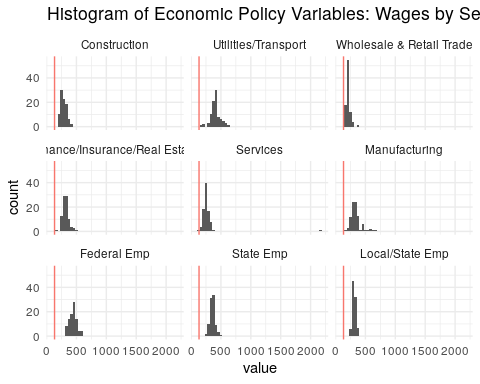 Histogram of Economic Policy Variables: Wages by Se
Construction
Utilities/Transport
Wholesale & Retail Trade
nance/Insurance/Real Esta
Services
Manufacturing
Federal Emp
State Emp
Local/State Emp
count
40
20
0
40
20
0
40
20
0
0 500 1000 1500 2000
0 500 1000 1500 2000
0 500 1000 1500 2000
value